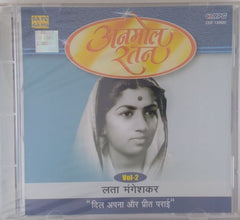 अनमोल
रतन
Vol-2
लता मंगेशकर
"दिल अपना और प्रीत पराई"